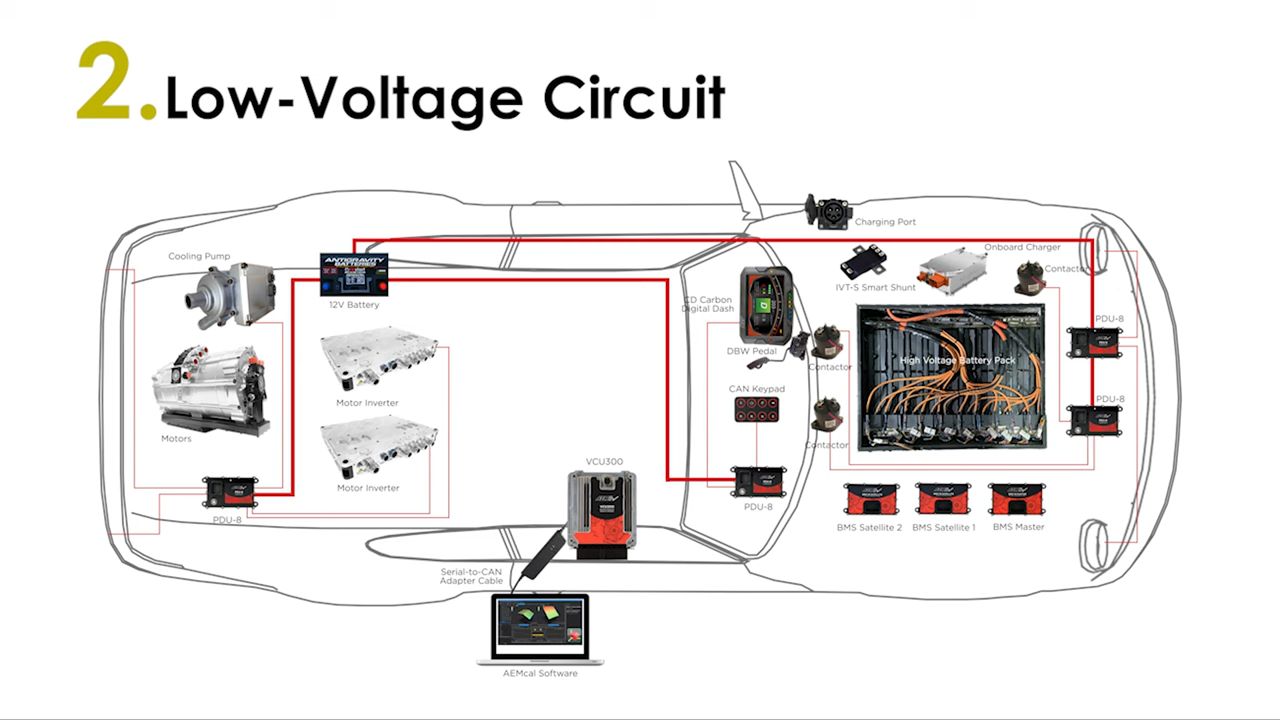 2. Low-Voltage Circuit
Charging Port
Cooling Pump
ANTIGRAVITY
BATTERIES
12V Battery
IVT-S Smart Shunt
Onboard Charger
Contactor
CD Carbon
Digital Dash
DBW Pedal
Contactor
High Voltage Battery Pack
PDU-8
Motor Inverter
CAN Keypad
PDU-8
Motors
Motor Inverter
Contactor
VCU300
PDU-8
PDU-8
BMS Satellite 2
BMS Satellite 1
BMS Master
Serial-to-CAN
Adapter Cable
AEMcal Software